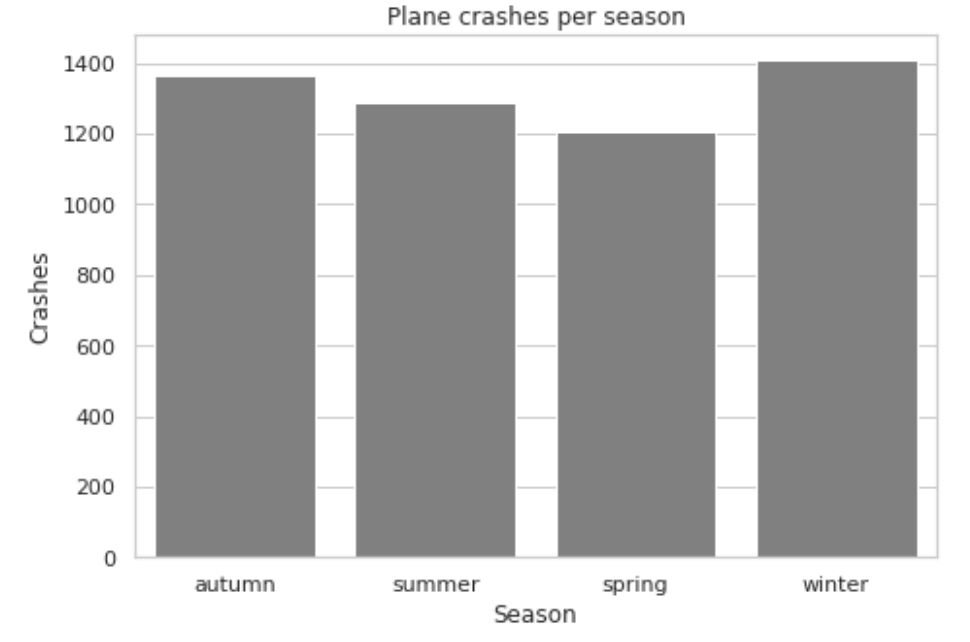 Plane crashes per season
1400
1200
1000
800
600
400
200
0
Crashes
autumn summer spring winter
Season